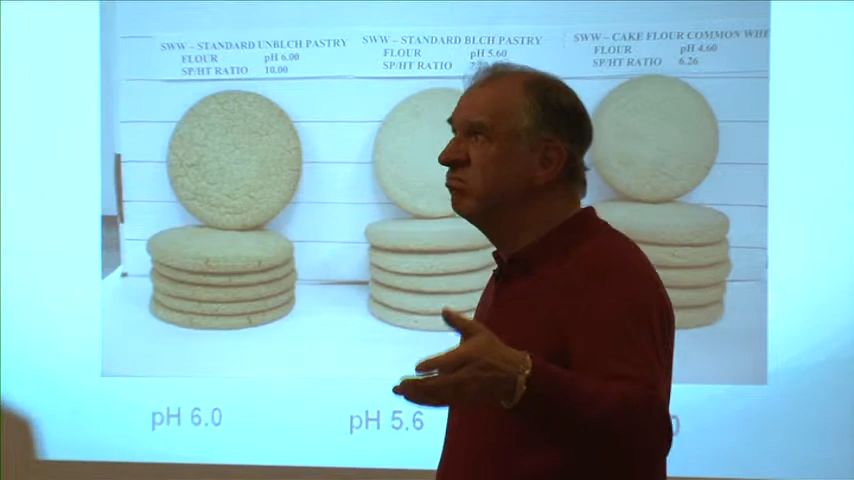 SWW – STANDARD UNBLCH PASTRY
FLOUR pH 6.00
SP/HT RATIO 10.00
SWW – STANDARD BLCH PASTRY
FLOUR pH 5.60
SP/HT RATIO
SWW – CAKE FLOUR COMMON
FLOUR pH 4.60
SP/HT RATIO 6.26
pH 6.0
pH 5.6